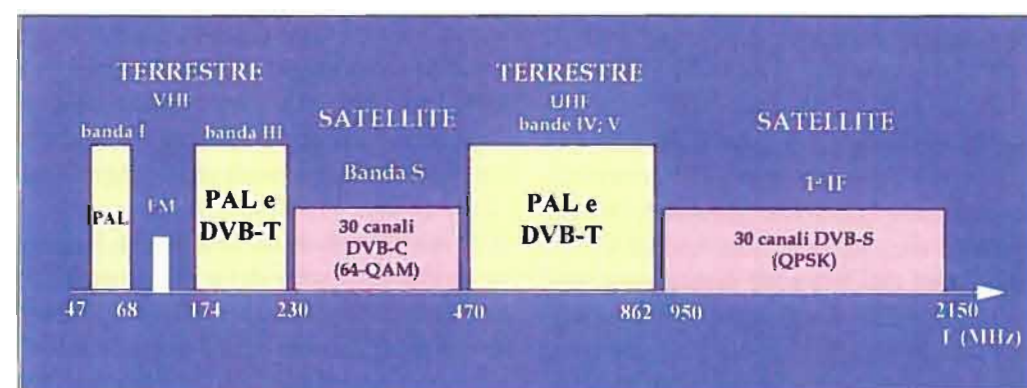 TERRESTRE
VHF
banda I
FM
banda III
SATELLITE
Banda S
TERRESTRE
UHF
bande IV; V
SATELLITE
1ª IF
PAL
PAL e
DVB-T
30 canali
DVB-C
(64-QAM)
PAL e
DVB-T
30 canali DVB-S
(QPSK)
47
68
174
230
470
862
950
2150
f (MHz)